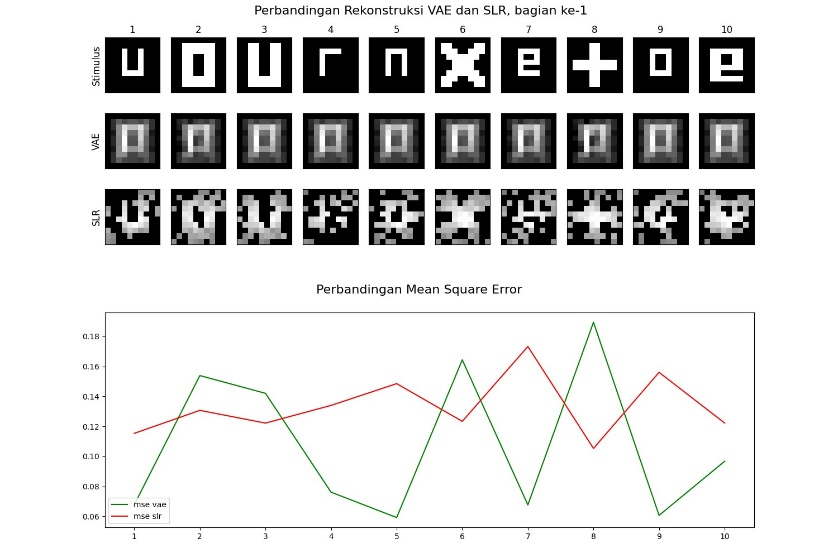 Perbandingan Rekonstruksi VAE dan SLR, bagian ke-1
1 2 3 4 5 6 7 8 9 10
Stimulus
VAE
SLR
Perbandingan Mean Square Error
0.18
0.16
0.14
0.12
0.10
0.08
0.06
mse vae
mse slr
1 2 3 4 5 6 7 8 9 10